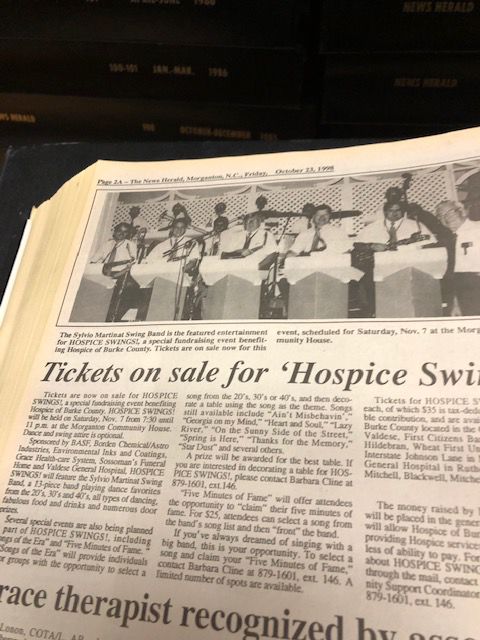 NEWS HERALD
100-101 JAN.-MAR. 1986
NEWS HERALD
NEWS HERALD
100 OCTOBER-DECEMBER
Page 2A – The News Herald, Morganton, N.C., Friday, October 23, 1998
The Sylvio Martinat Swing Band is the featured entertainment
for HOSPICE SWINGS!, a special fundraising event benefit-
ing Hospice of Burke County. Tickets are on sale now for this
event, scheduled for Saturday, Nov. 7 at the
munity House.
Tickets on sale for ‘Hospice
Tickets are now on sale for HOSPICE
SWINGS!, a special fundraising event benefiting
Hospice of Burke County. HOSPICE SWINGS!
will be held on Saturday, Nov. 7 from 7:30 until
11 p.m. at the Morganton Community House.
Dance and swing attire is optional.
Sponsored by BASF, Borden Chemical/Astro
Industries, Environmental Inks and Coatings,
Grace Health-care System, Sossoman's Funeral
Home and Valdese General Hospital, HOSPICE
SWINGS! will feature the Sylvio Martinat Swing
Band, a 13-piece band playing dance favorites
from the 20's, 30's and 40's, all types of dancing,
fabulous food and drinks and numerous door
prizes.
Several special events are also being planned
part of HOSPICE SWINGS!, including
of the Era" and "Five Minutes of Fame."
"Songs of the Era" will provide individuals
or groups with the opportunity to select a
song from the 20's, 30's or 40's, and then deco-
rate a table using the song as the theme. Songs
still available include "Ain't Misbehavin',"
"Georgia on my Mind," "Heart and Soul," "Lazy
River," "On the Sunny Side of the Street,"
"Spring is Here," "Thanks for the Memory,"
"Star Dust" and several others.
A prize will be awarded for the best table. If
you are interested in decorating a table for HOS-
PICE SWINGS!, please contact Barbara Cline at
879-1601, ext. 146.
"Five Minutes of Fame" will offer attendees
the opportunity to "claim" their five minutes of
fame. For $25, attendees can select a song from
the band's song list and then "front" the band.
If you've always dreamed of singing with a
big band, this is your opportunity. To select a
song and claim your "Five Minutes of Fame,"
contact Barbara Cline at 879-1601, ext. 146. A
limited number of spots are available.
Tickets for HOSPICE
each, of which $35 is tax-ded
ble contribution, and are avai
Burke County located in the
Valdese, First Citizens Ba
Hildebran, Wheat First Un
Interstate Johnson Lane in
General Hospital in Ruth
Mitchell, Blackwell, Mitche
The money raised by
will be placed in the gener
will allow Hospice of Bur
providing Hospice service
less of ability to pay. For
about HOSPICE SWING
through the mail, contact
nity Support Coordinator
879-1601, ext. 146.
race therapist recognized by
COTA/L,